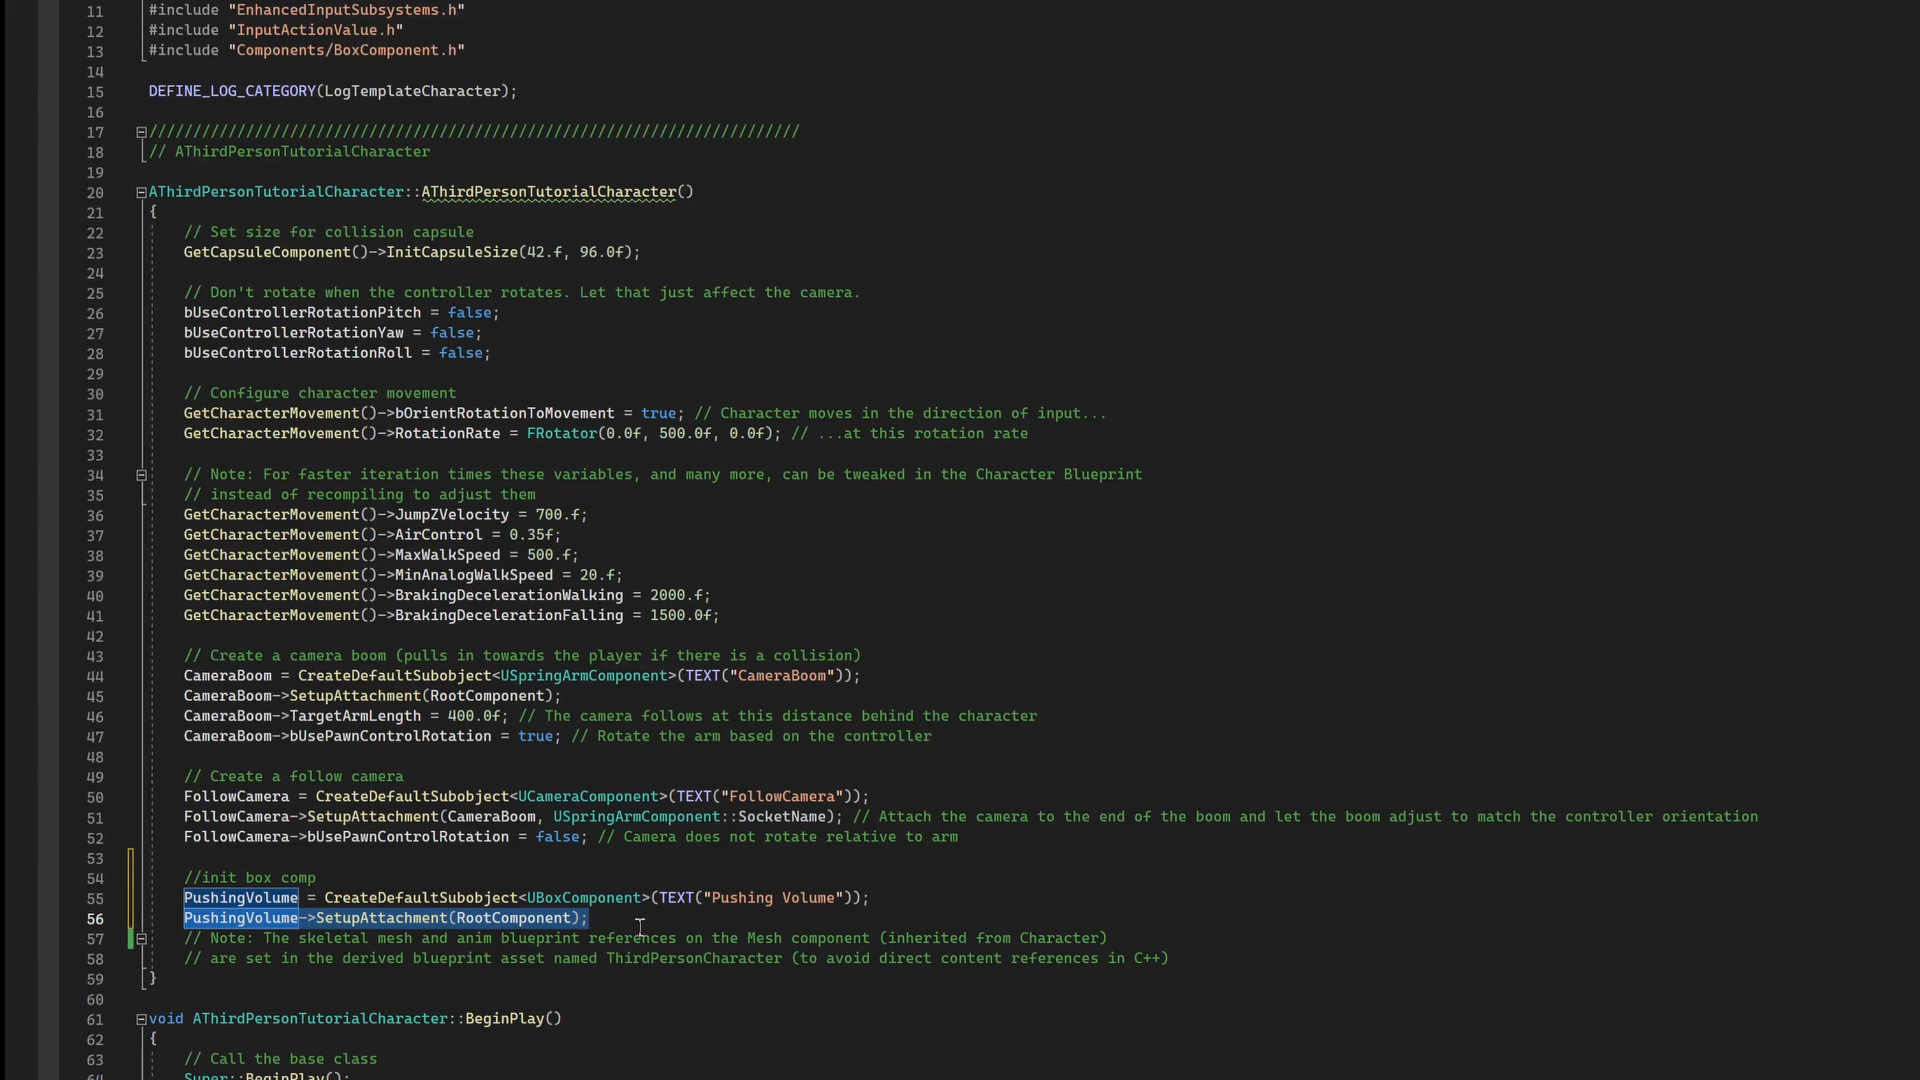 11 #include "EnhancedInputSubsystems.h"
12 #include "InputActionValue.h"
13 #include "Components/BoxComponent.h"
14
15 DEFINE_LOG_CATEGORY(LogTemplateCharacter);
16
17 //////////////////////////////////////////////////////////////////////////
18 // AThirdPersonTutorialCharacter
19
20 AThirdPersonTutorialCharacter::AThirdPersonTutorialCharacter()
21 {
22 // Set size for collision capsule
23 GetCapsuleComponent()->InitCapsuleSize(42.f, 96.0f);
24
25 // Don't rotate when the controller rotates. Let that just affect the camera.
26 bUseControllerRotationPitch = false;
27 bUseControllerRotationYaw = false;
28 bUseControllerRotationRoll = false;
29
30 // Configure character movement
31 GetCharacterMovement()->bOrientRotationToMovement = true; // Character moves in the direction of input...
32 GetCharacterMovement()->RotationRate = FRotator(0.0f, 500.0f, 0.0f); // ...at this rotation rate
33
34 // Note: For faster iteration times these variables, and many more, can be tweaked in the Character Blueprint
35 // instead of recompiling to adjust them
36 GetCharacterMovement()->JumpZVelocity = 700.f;
37 GetCharacterMovement()->AirControl = 0.35f;
38 GetCharacterMovement()->MaxWalkSpeed = 500.f;
39 GetCharacterMovement()->MinAnalogWalkSpeed = 20.f;
40 GetCharacterMovement()->BrakingDecelerationWalking = 2000.f;
41 GetCharacterMovement()->BrakingDecelerationFalling = 1500.0f;
42
43 // Create a camera boom (pulls in towards the player if there is a collision)
44 CameraBoom = CreateDefaultSubobject<USpringArmComponent>(TEXT("CameraBoom"));
45 CameraBoom->SetupAttachment(RootComponent);
46 CameraBoom->TargetArmLength = 400.0f; // The camera follows at this distance behind the character
47 CameraBoom->bUsePawnControlRotation = true; // Rotate the arm based on the controller
48
49 // Create a follow camera
50 FollowCamera = CreateDefaultSubobject<UCameraComponent>(TEXT("FollowCamera"));
51 FollowCamera->SetupAttachment(CameraBoom, USpringArmComponent::SocketName); // Attach the camera to the end of the boom and let the boom adjust to match the controller orientation
52 FollowCamera->bUsePawnControlRotation = false; // Camera does not rotate relative to arm
53
54 //init box comp
55 PushingVolume = CreateDefaultSubobject<UBoxComponent>(TEXT("Pushing Volume"));
56 PushingVolume->SetupAttachment(RootComponent);
57 // Note: The skeletal mesh and anim blueprint references on the Mesh component (inherited from Character)
58 // are set in the derived blueprint asset named ThirdPersonCharacter (to avoid direct content references in C++)
59 }
60
61 void AThirdPersonTutorialCharacter::BeginPlay()
62 {
63 // Call the base class
64 Super::BeginPlay();